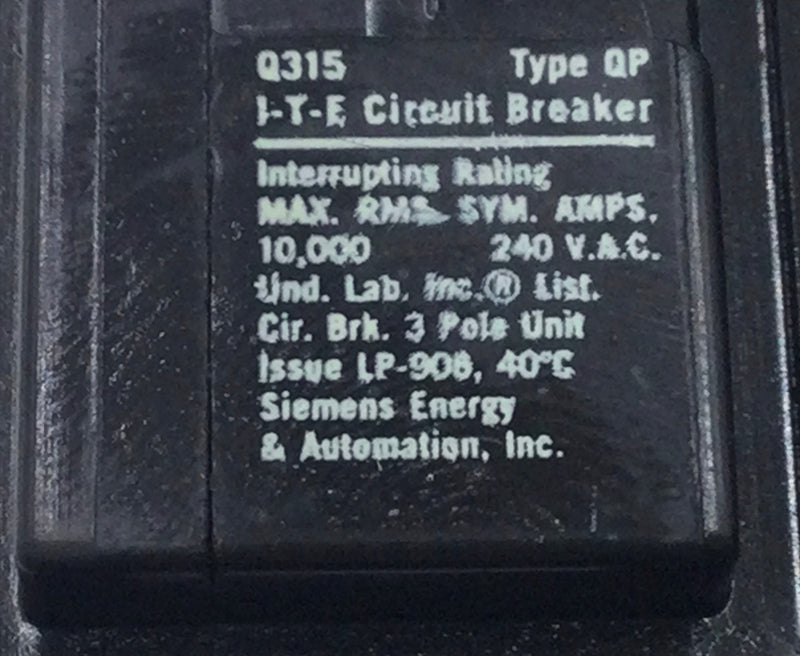 Q315 Type QP
I-T-E Circuit Breaker
Interrupting Rating
MAX. RMS. SYM. AMPS.
10,000 240 V.A.C.
Und. Lab. Inc.® List.
Cir. Brk. 3 Pole Unit
Issue LP-906, 40°C
Siemens Energy
& Automation, Inc.